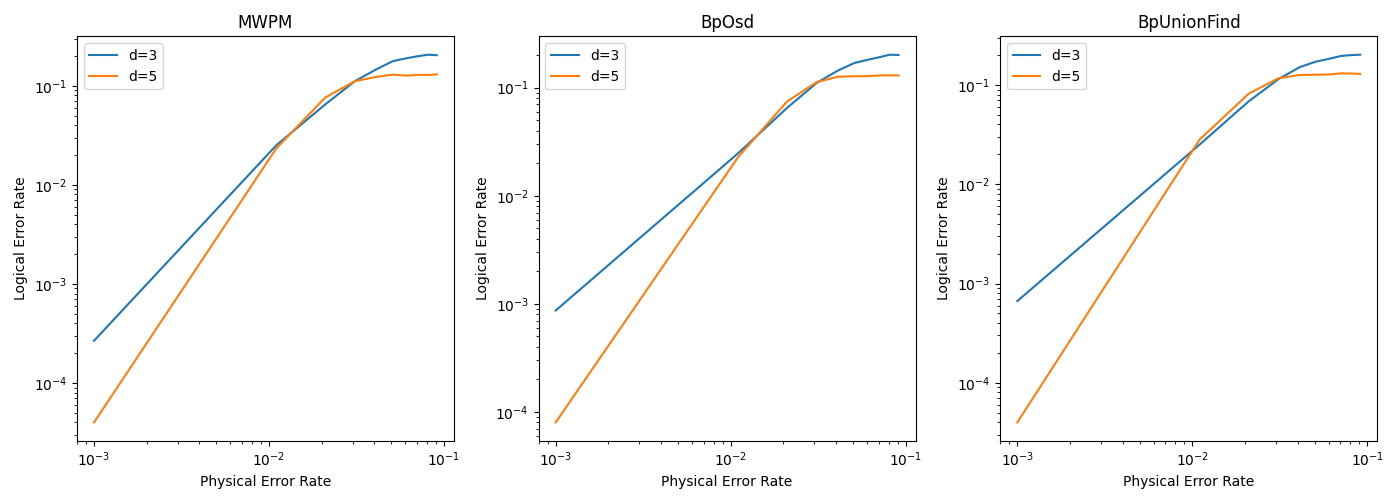 MWPM
d=3
d=5
10⁻¹
10⁻²
10⁻³
10⁻⁴
Logical Error Rate
10⁻³
10⁻²
10⁻¹
Physical Error Rate
BpOsd
d=3
d=5
10⁻¹
10⁻²
10⁻³
10⁻⁴
Logical Error Rate
10⁻³
10⁻²
10⁻¹
Physical Error Rate
BpUnionFind
d=3
d=5
10⁻¹
10⁻²
10⁻³
10⁻⁴
Logical Error Rate
10⁻³
10⁻²
10⁻¹
Physical Error Rate